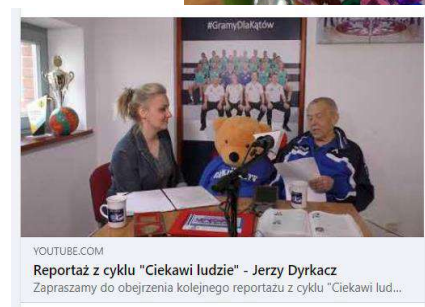 #GramyDlaKątów
YOUTUBE.COM
Reportaż z cyklu "Ciekawi ludzie" - Jerzy Dyrkacz
Zapraszamy do obejrzenia kolejnego reportażu z cyklu "Ciekawi lud...